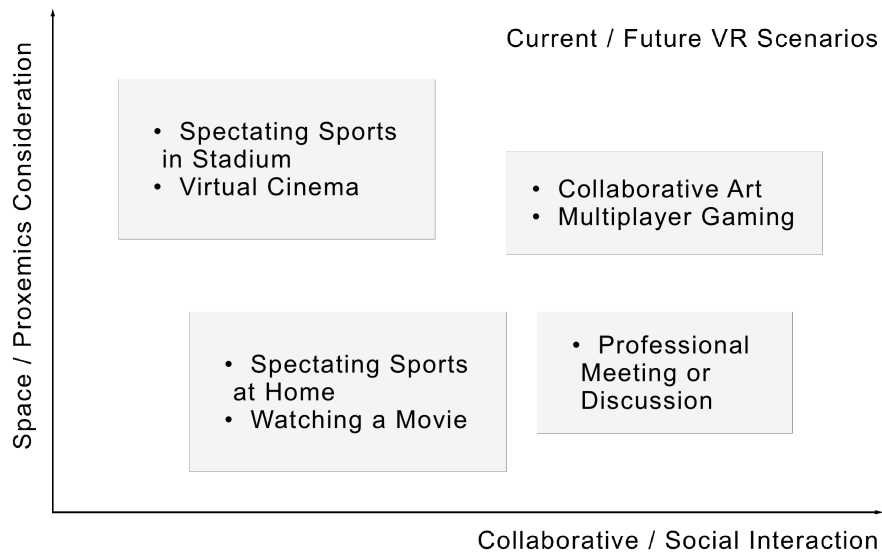 Current / Future VR Scenarios
Space / Proxemics Consideration
• Spectating Sports
in Stadium
• Virtual Cinema
• Collaborative Art
• Multiplayer Gaming
• Spectating Sports
at Home
• Watching a Movie
• Professional
Meeting or
Discussion
Collaborative / Social Interaction